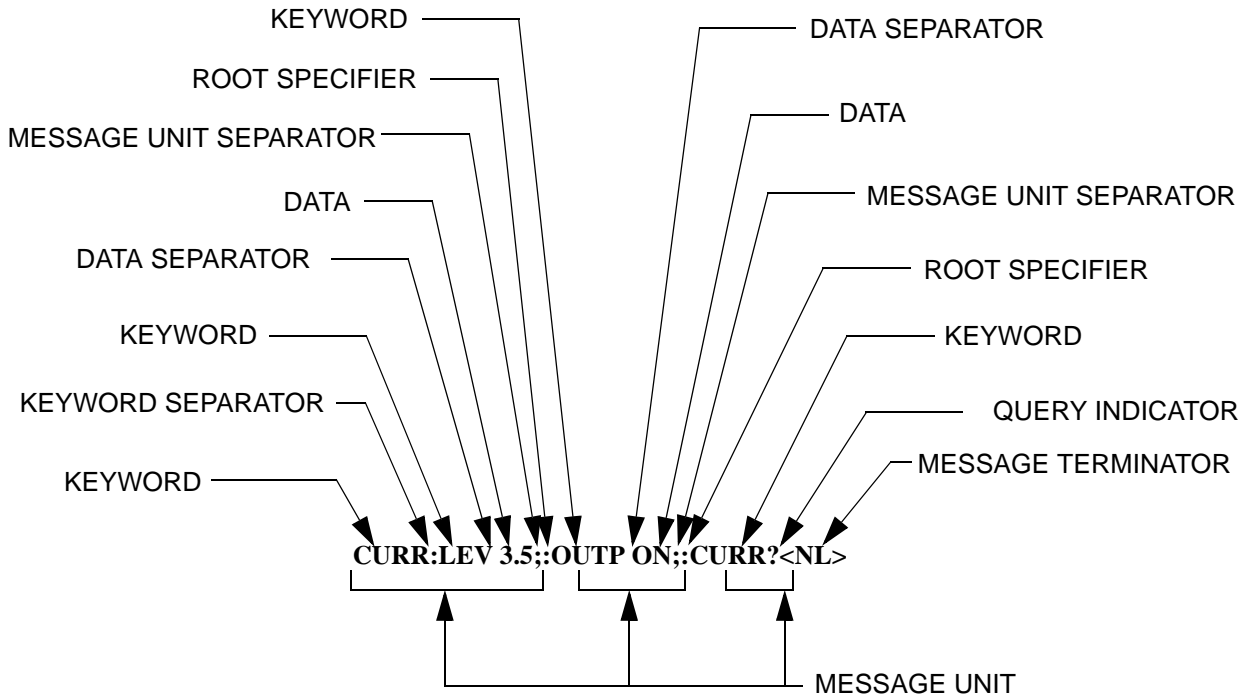 KEYWORD
DATA SEPARATOR
ROOT SPECIFIER
DATA
MESSAGE UNIT SEPARATOR
DATA
MESSAGE UNIT SEPARATOR
DATA SEPARATOR
ROOT SPECIFIER
KEYWORD
KEYWORD
KEYWORD SEPARATOR
QUERY INDICATOR
KEYWORD
MESSAGE TERMINATOR
CURR:LEV 3.5;:OUTP ON;:CURR?<NL>
MESSAGE UNIT